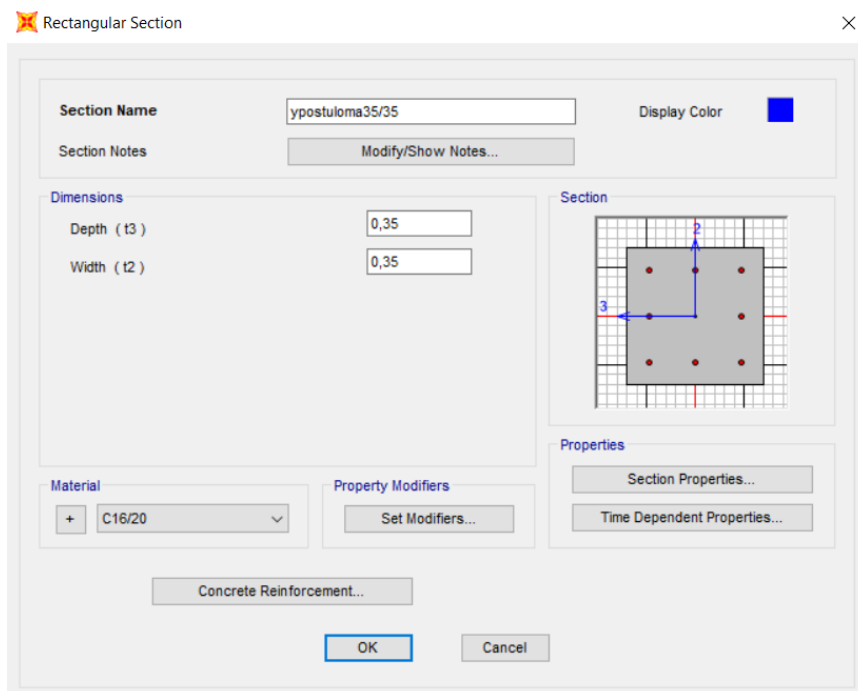 Rectangular Section
Section Name ypostuloma35/35 Display Color
Section Notes Modify/Show Notes...
Dimensions
Depth ( t3 ) 0,35
Width ( t2 ) 0,35
Section
2
3
Properties
Section Properties...
Time Dependent Properties...
Material
+ C16/20
Property Modifiers
Set Modifiers...
Concrete Reinforcement...
OK Cancel